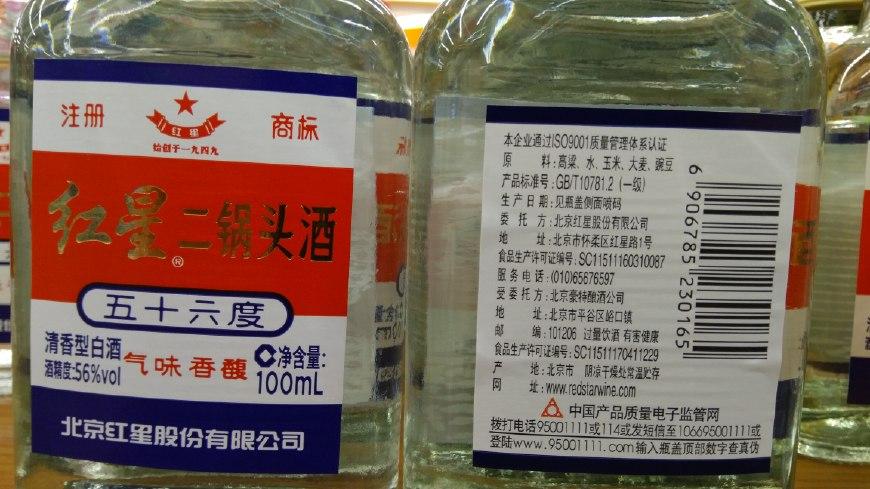 注册
红星
商标
始创于一九四九
红星®二锅头酒
五十六度
清香型白酒
酒精度:56%vol
气味香馥
净含量:
100mL
北京红星股份有限公司
本企业通过ISO9001质量管理体系认证
原 料:高粱、水、玉米、大麦、豌豆
产品标准号:GB/T10781.2(一级)
生产日期:见瓶盖侧面喷码
委 托 方:北京红星股份有限公司
地 址:北京市怀柔区红星路1号
食品生产许可证编号:SC11511160310087
服务电话:(010)65676597
受委托方:北京豪特酿酒公司
地 址:北京市平谷区峪口镇
邮 编:101206 过量饮酒 有害健康
食品生产许可证编号:SC11511170411229
产 地:北京市 阴凉干燥处常温贮存
网 址:www.redstarwine.com
中国产品质量电子监管网
拨打电话95001111或114或发短信至106695001111或
登陆www.95001111.com输入瓶盖顶部数字查真伪
6 906785 230165